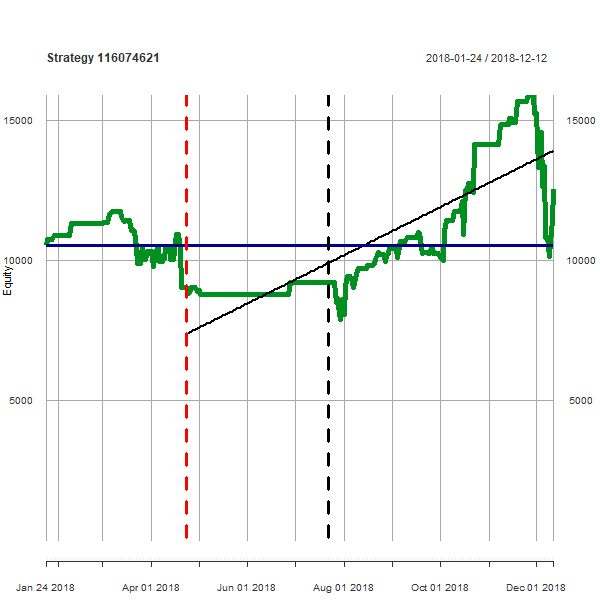 Strategy 116074621
2018-01-24 / 2018-12-12
15000
15000
10000
10000
Equity
5000
5000
Jan 24 2018
Apr 01 2018
Jun 01 2018
Aug 01 2018
Oct 01 2018
Dec 01 2018